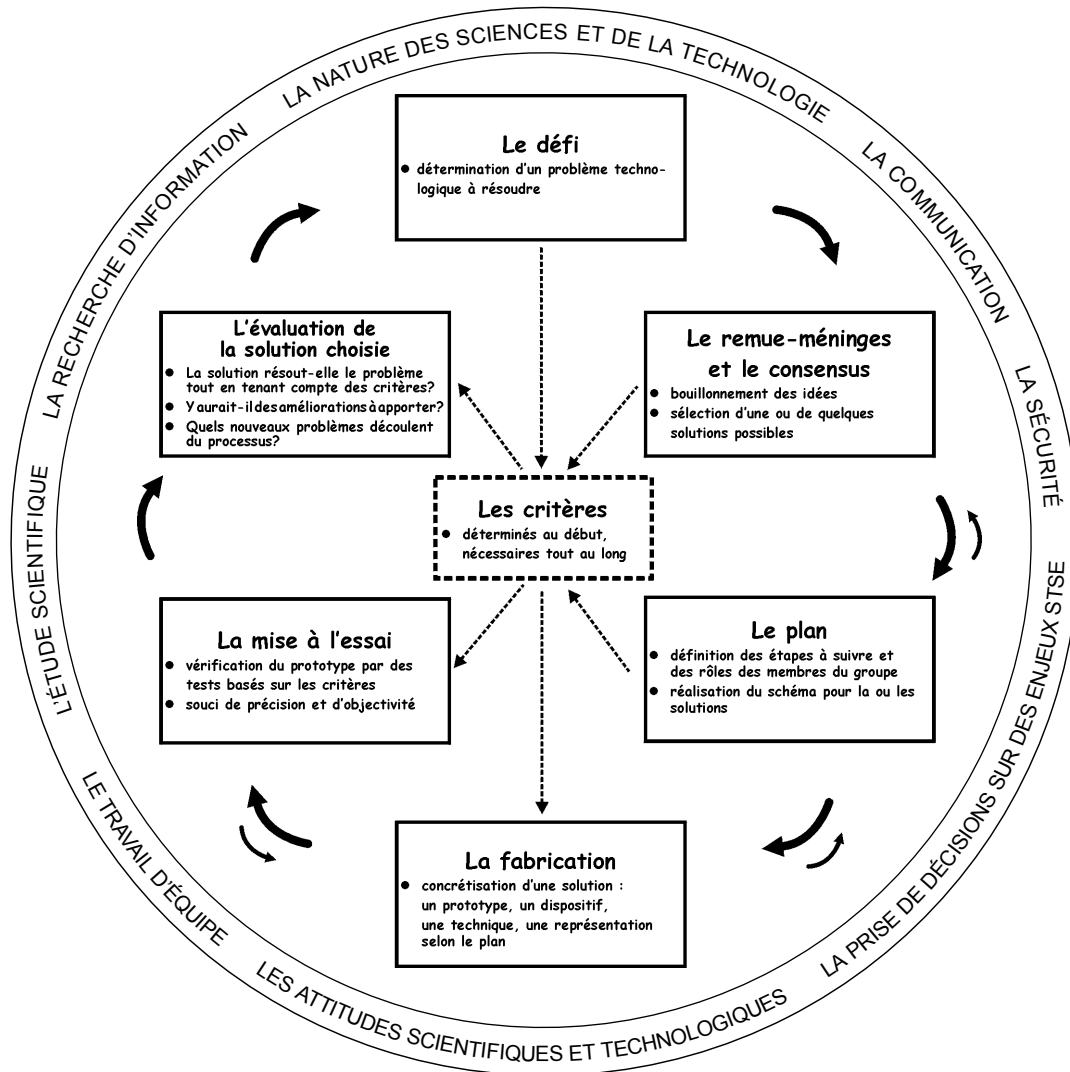 LA NATURE DES SCIENCES ET DE LA TECHNOLOGIE
LA COMMUNICATION
LA SÉCURITÉ
LA PRISE DE DÉCISIONS SUR DES ENJEUX STSE
LES ATTITUDES SCIENTIFIQUES ET TECHNOLOGIQUES
LE TRAVAIL D'ÉQUIPE
L'ÉTUDE SCIENTIFIQUE
LA RECHERCHE D'INFORMATION
Le défi
• détermination d'un problème techno-
logique à résoudre
Le remue-méninges
et le consensus
• bouillonnement des idées
• sélection d'une ou de quelques
solutions possibles
Le plan
• définition des étapes à suivre et
des rôles des membres du groupe
• réalisation du schéma pour la ou les
solutions
La fabrication
• concrétisation d'une solution :
un prototype, un dispositif,
une technique, une représentation
selon le plan
La mise à l'essai
• vérification du prototype par des
tests basés sur les critères
• souci de précision et d'objectivité
L'évaluation de
la solution choisie
• La solution résout-elle le problème
tout en tenant compte des critères?
• Y aurait-il des améliorations à apporter?
• Quels nouveaux problèmes découlent
du processus?
Les critères
• déterminés au début,
nécessaires tout au long